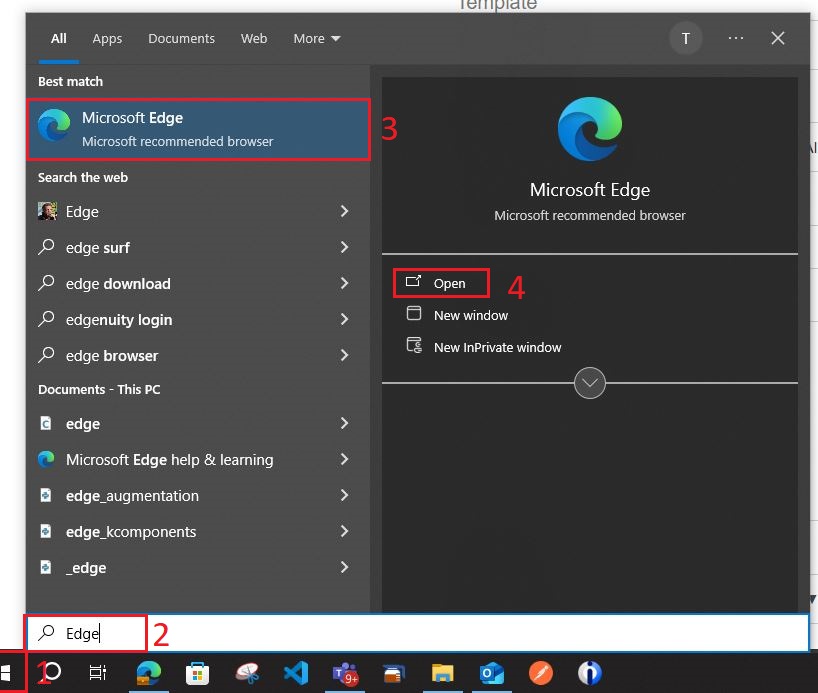 Template
All Apps Documents Web More T ...
Best match
Microsoft Edge
Microsoft recommended browser
3
Search the web
Edge
edge surf
edge download
edgenuity login
edge browser
Documents - This PC
edge
Microsoft Edge help & learning
edge_augmentation
edge_kcomponents
_edge
Microsoft Edge
Microsoft recommended browser
Open 4
New window
New InPrivate window
Edge 2
1
9+